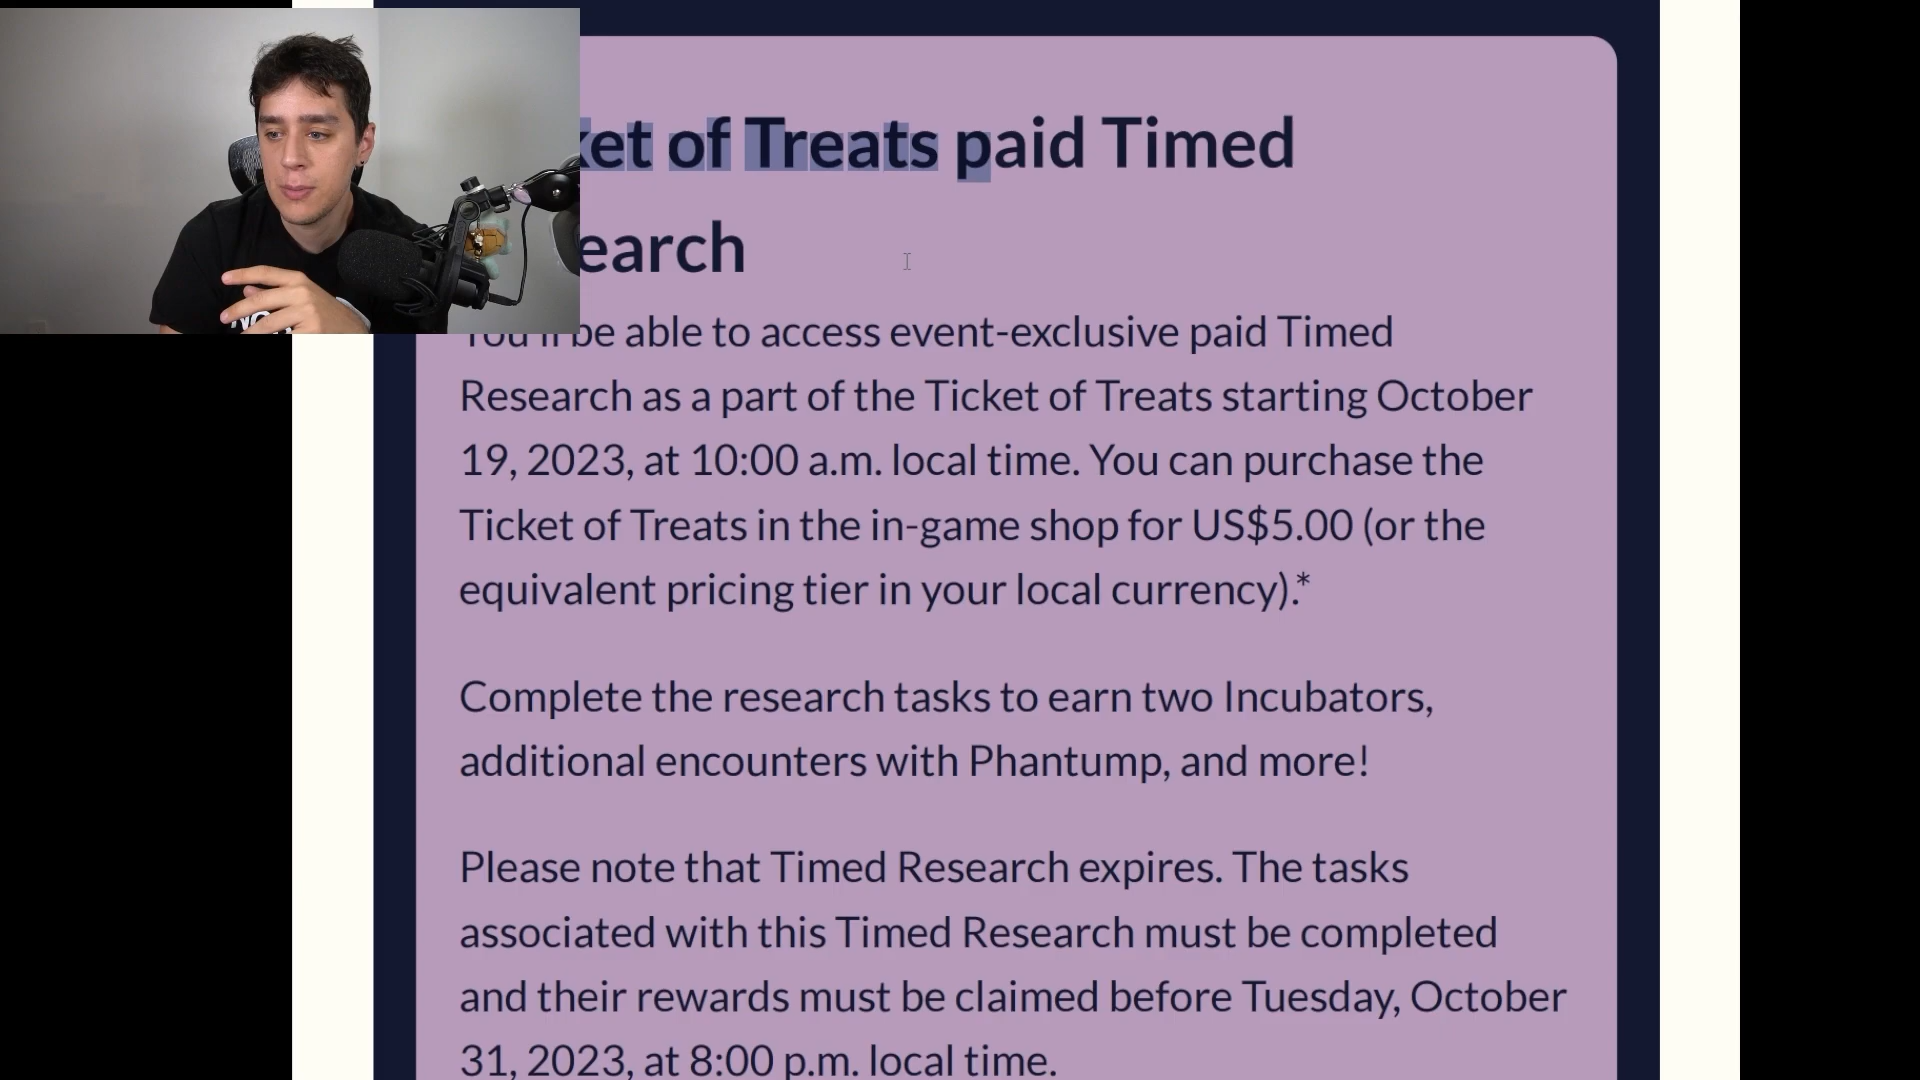 ket of Treats paid Timed
earch
You'll be able to access event-exclusive paid Timed
Research as a part of the Ticket of Treats starting October
19, 2023, at 10:00 a.m. local time. You can purchase the
Ticket of Treats in the in-game shop for US$5.00 (or the
equivalent pricing tier in your local currency).*
Complete the research tasks to earn two Incubators,
additional encounters with Phantump, and more!
Please note that Timed Research expires. The tasks
associated with this Timed Research must be completed
and their rewards must be claimed before Tuesday, October
31, 2023, at 8:00 p.m. local time.